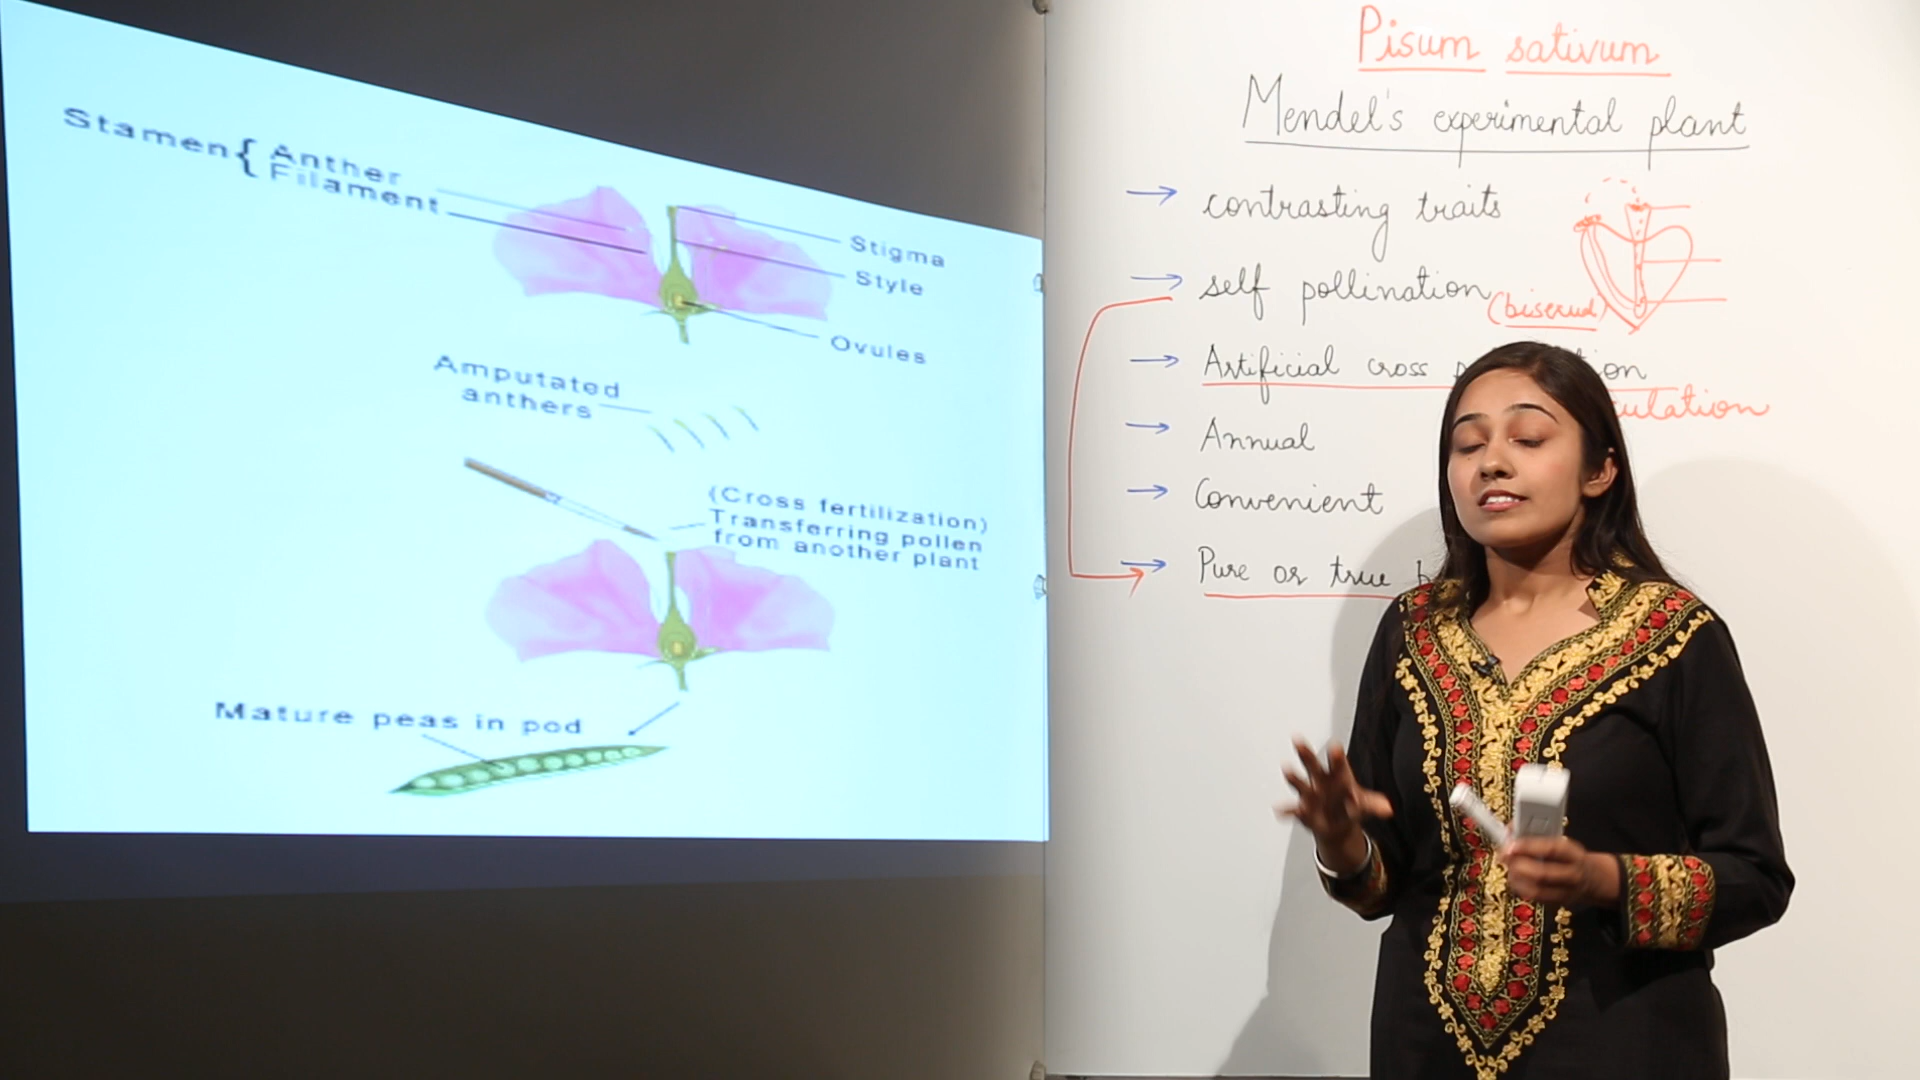 Stamen { Anther
Filament
Stigma
Style
Ovules
Amputated
anthers
(Cross fertilization)
Transferring pollen
from another plant
Mature peas in pod
Pisum sativum
Mendel's experimental plant
→ contrasting traits
→ self pollination (bisexual)
→ Artificial cross
→ Annual
→ Convenient
→ Pure or true